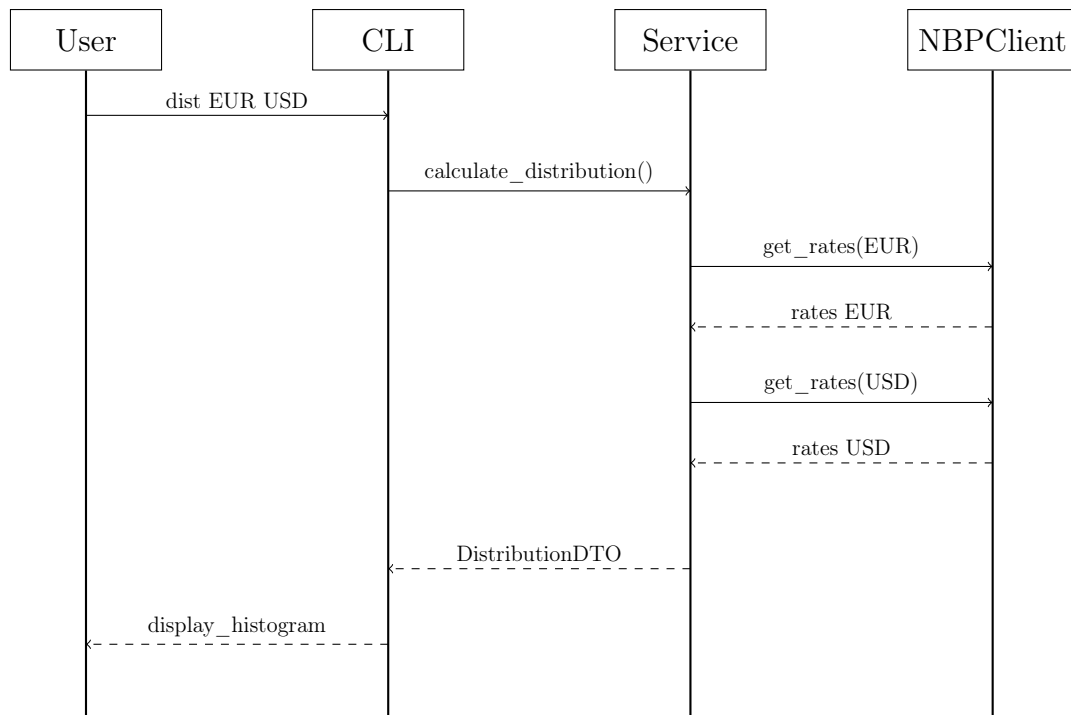 User
CLI
Service
NBPClient
dist EUR USD
calculate_distribution()
get_rates(EUR)
rates EUR
get_rates(USD)
rates USD
DistributionDTO
display_histogram